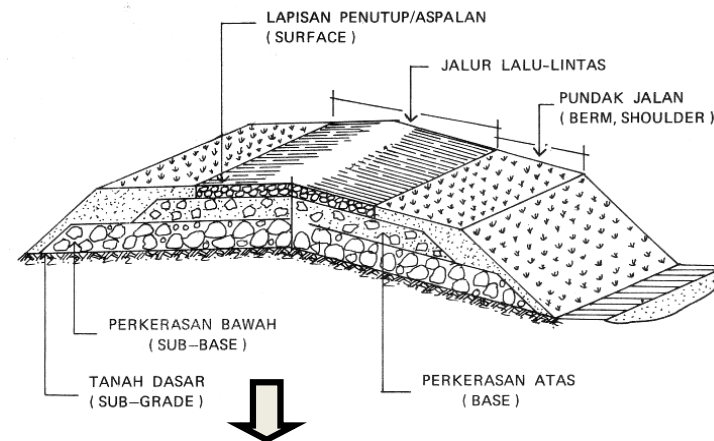 LAPISAN PENUTUP/ASPALAN
(SURFACE)
JALUR LALU-LINTAS
PUNDAK JALAN
(BERM, SHOULDER)
PERKERASAN BAWAH
(SUB-BASE)
TANAH DASAR
(SUB-GRADE)
PERKERASAN ATAS
(BASE)